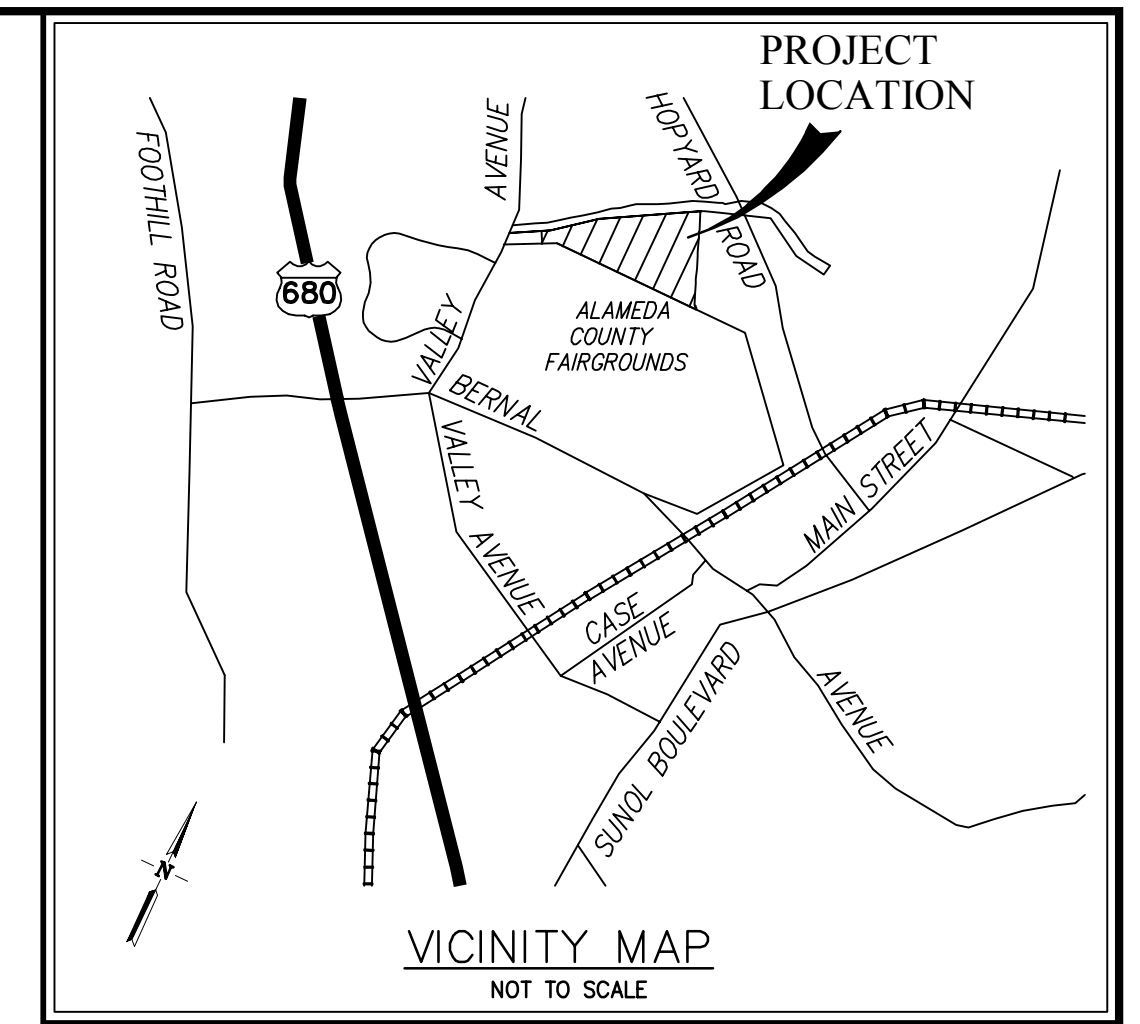 PROJECT
LOCATION
FOOTHILL ROAD
680
AVENUE
VALLEY
HOPYARD
ROAD
ALAMEDA
COUNTY
FAIRGROUNDS
BERNAL
VALLEY AVENUE
MAIN STREET
CASE
AVENUE
SUNOL BOULEVARD
AVENUE
N
VICINITY MAP
NOT TO SCALE